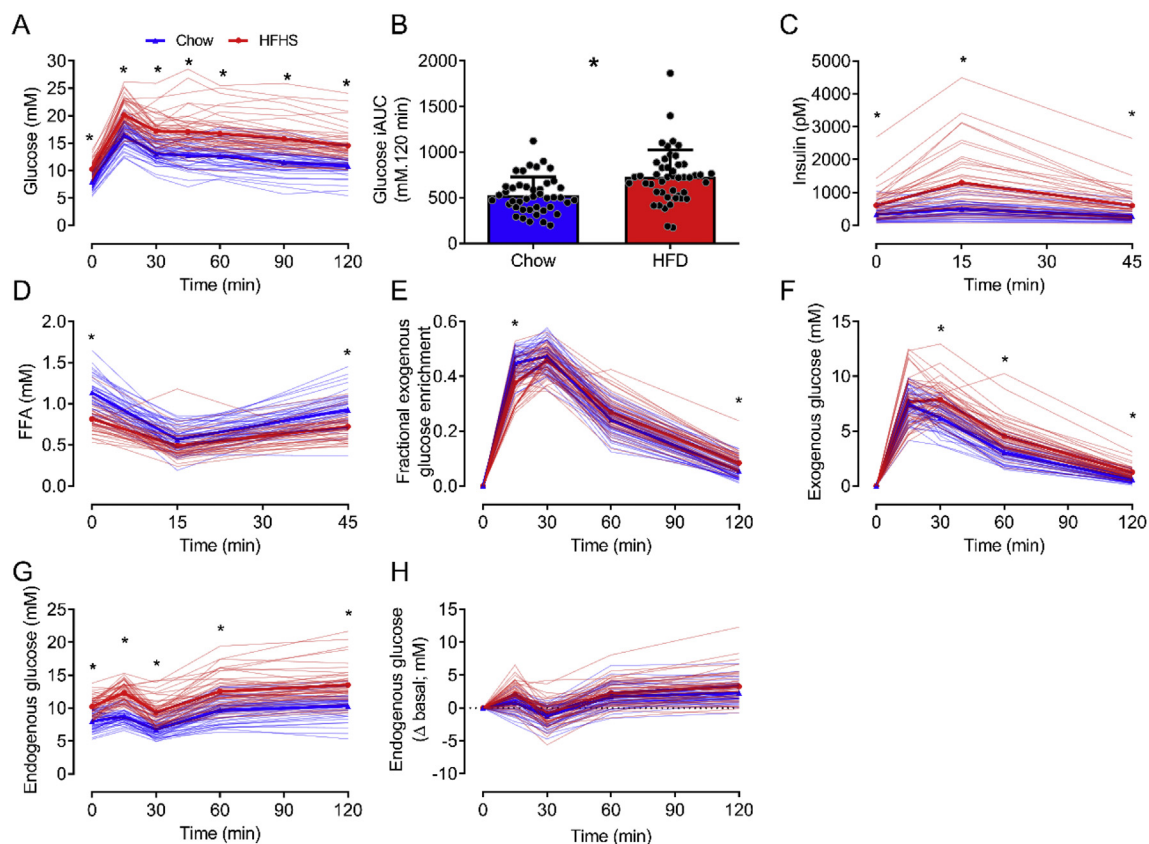 A
Chow
HFHS
Glucose (mM)
30
25
20
15
10
5
0
* * * * * * *
0 30 60 90 120
Time (min)
B
*
Glucose iAUC
(mM.120 min)
2000
1500
1000
500
0
Chow HFD
C
Insulin (pM)
5000
4000
3000
2000
1000
0
* * *
0 15 30 45
Time (min)
D
FFA (mM)
2.0
1.5
1.0
0.5
0.0
* *
0 15 30 45
Time (min)
E
Fractional exogenous
glucose enrichment
0.6
0.4
0.2
0.0
* *
0 30 60 90 120
Time (min)
F
Exogenous glucose (mM)
15
10
5
0
* * *
0 30 60 90 120
Time (min)
G
Endogenous glucose (mM)
25
20
15
10
5
0
* * * * *
0 30 60 90 120
Time (min)
H
Endogenous glucose
(Δ basal; mM)
15
10
5
0
-5
-10
0 30 60 90 120
Time (min)